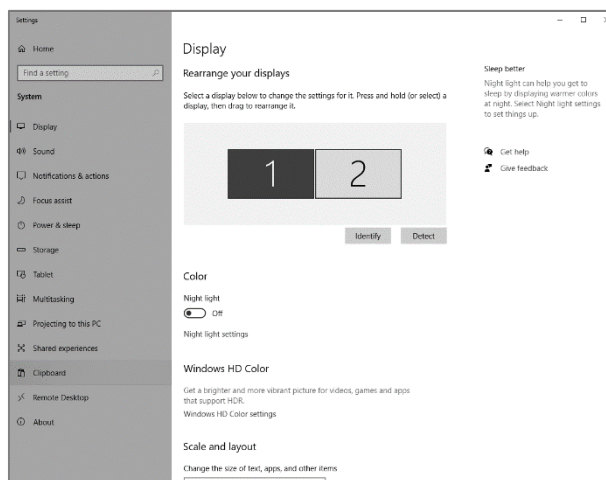 Settings
Home
Find a setting
System
Display
Sound
Notifications & actions
Focus assist
Power & sleep
Storage
Tablet
Multitasking
Projecting to this PC
Shared experiences
Clipboard
Remote Desktop
About
Display
Rearrange your displays
Select a display below to change the settings for it. Press and hold (or select) a
display, then drag to rearrange it.
1 2
Identify Detect
Color
Night light
Off
Night light settings
Windows HD Color
Get a brighter and more vibrant picture for videos, games and apps
that support HDR.
Windows HD Color settings
Scale and layout
Change the size of text, apps, and other items
Sleep better
Night light can help you get to
sleep by displaying warmer colors
at night. Select Night light settings
to set things up.
Get help
Give feedback